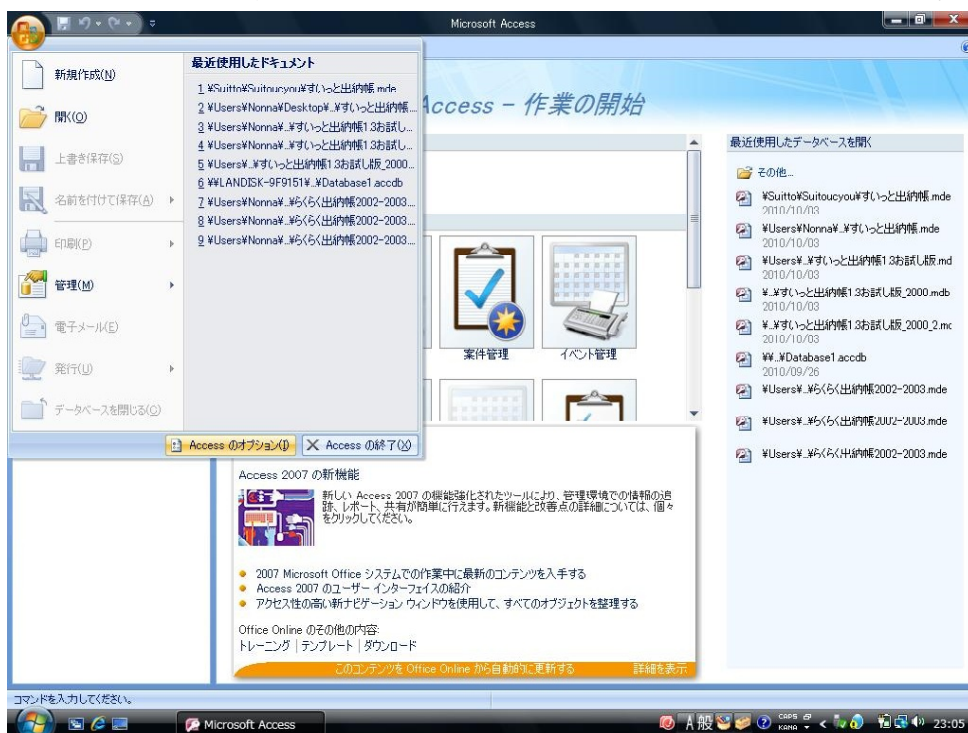 Microsoft Access
新規作成(N)
開く(O)
上書き保存(S)
名前を付けて保存(A)
印刷(P)
管理(M)
電子メール(E)
発行(U)
データベースを閉じる(C)
最近使用したドキュメント
1 ¥Suitto¥Suitoucyou¥すいっと出納帳.mde
2 ¥Users¥Nonna¥Desktop¥..¥すいっと出納帳...
3 ¥Users¥Nonna¥..¥すいっと出納帳1.3お試し...
4 ¥Users¥Nonna¥..¥すいっと出納帳1.3お試し...
5 ¥Users¥..¥すいっと出納帳1.3お試し版_2000...
6 ¥¥LANDISK-9F9151¥..¥Database1.accdb
7 ¥Users¥Nonna¥..¥らくらく出納帳2002-2003...
8 ¥Users¥Nonna¥..¥らくらく出納帳2002-2003...
9 ¥Users¥Nonna¥..¥らくらく出納帳2002-2003...
Access のオプション(I)
Access の終了(X)
Access - 作業の開始
案件管理
イベント管理
Access 2007 の新機能
新しい Access 2007 の機能強化されたツールにより、管理環境での情報の追
跡、レポート、共有が簡単に行えます。新機能と改善点の詳細については、個々
をクリックしてください。
2007 Microsoft Office システムでの作業中に最新のコンテンツを入手する
Access 2007 のユーザー インターフェイスの紹介
アクセス性の高い新ナビゲーション ウィンドウを使用して、すべてのオブジェクトを整理する
Office Online のその他の内容:
トレーニング | テンプレート | ダウンロード
このコンテンツを Office Online から自動的に更新する
詳細を表示
最近使用したデータベースを開く
その他...
¥Suitto¥Suitoucyou¥すいっと出納帳.mde
2010/10/03
¥Users¥Nonna¥..¥すいっと出納帳.mde
2010/10/03
¥Users¥..¥すいっと出納帳1.3お試し版.md
2010/10/03
¥..¥すいっと出納帳1.3お試し版_2000.mdb
2010/10/03
¥..¥すいっと出納帳1.3お試し版_2000_2.mc
2010/10/03
¥¥..¥Database1.accdb
2010/09/26
¥Users¥..¥らくらく出納帳2002-2003.mde
¥Users¥..¥らくらく出納帳2002-2003.mde
¥Users¥..¥らくらく出納帳2002-2003.mde
コマンドを入力してください。
Microsoft Access
A 般
CAPS
KANA
23:05